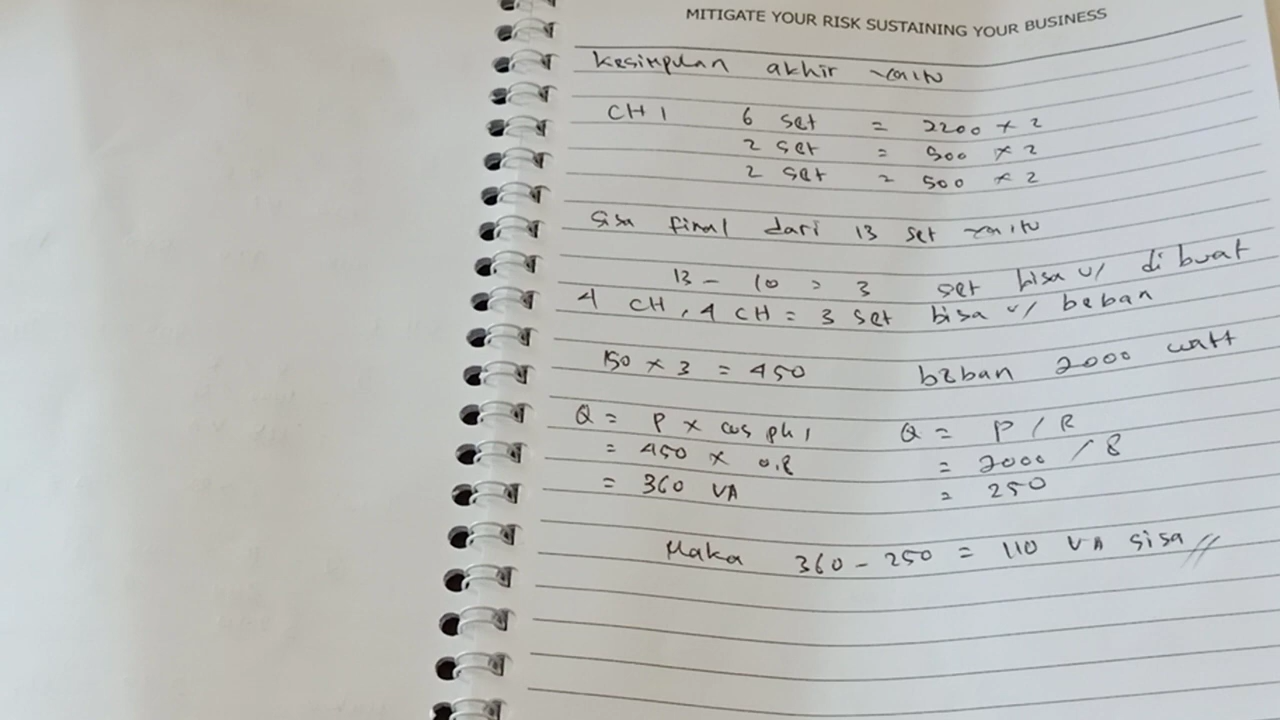 MITIGATE YOUR RISK SUSTAINING YOUR BUSINESS
Kesimpulan akhir yaitu
CH 1 6 set = 2200 x 2
2 set = 500 x 2
2 set = 500 x 2
Sisa final dari 13 set yaitu
13 - 10 = 3 set bisa u/ di buat
4 CH, 4 CH = 3 set bisa u/ beban
150 x 3 = 450 beban 2000 watt
Q = P x cos phi Q = P / R
= 450 x 0.8 = 2000 / 8
= 360 VA = 250
Maka 360 - 250 = 110 VA sisa //